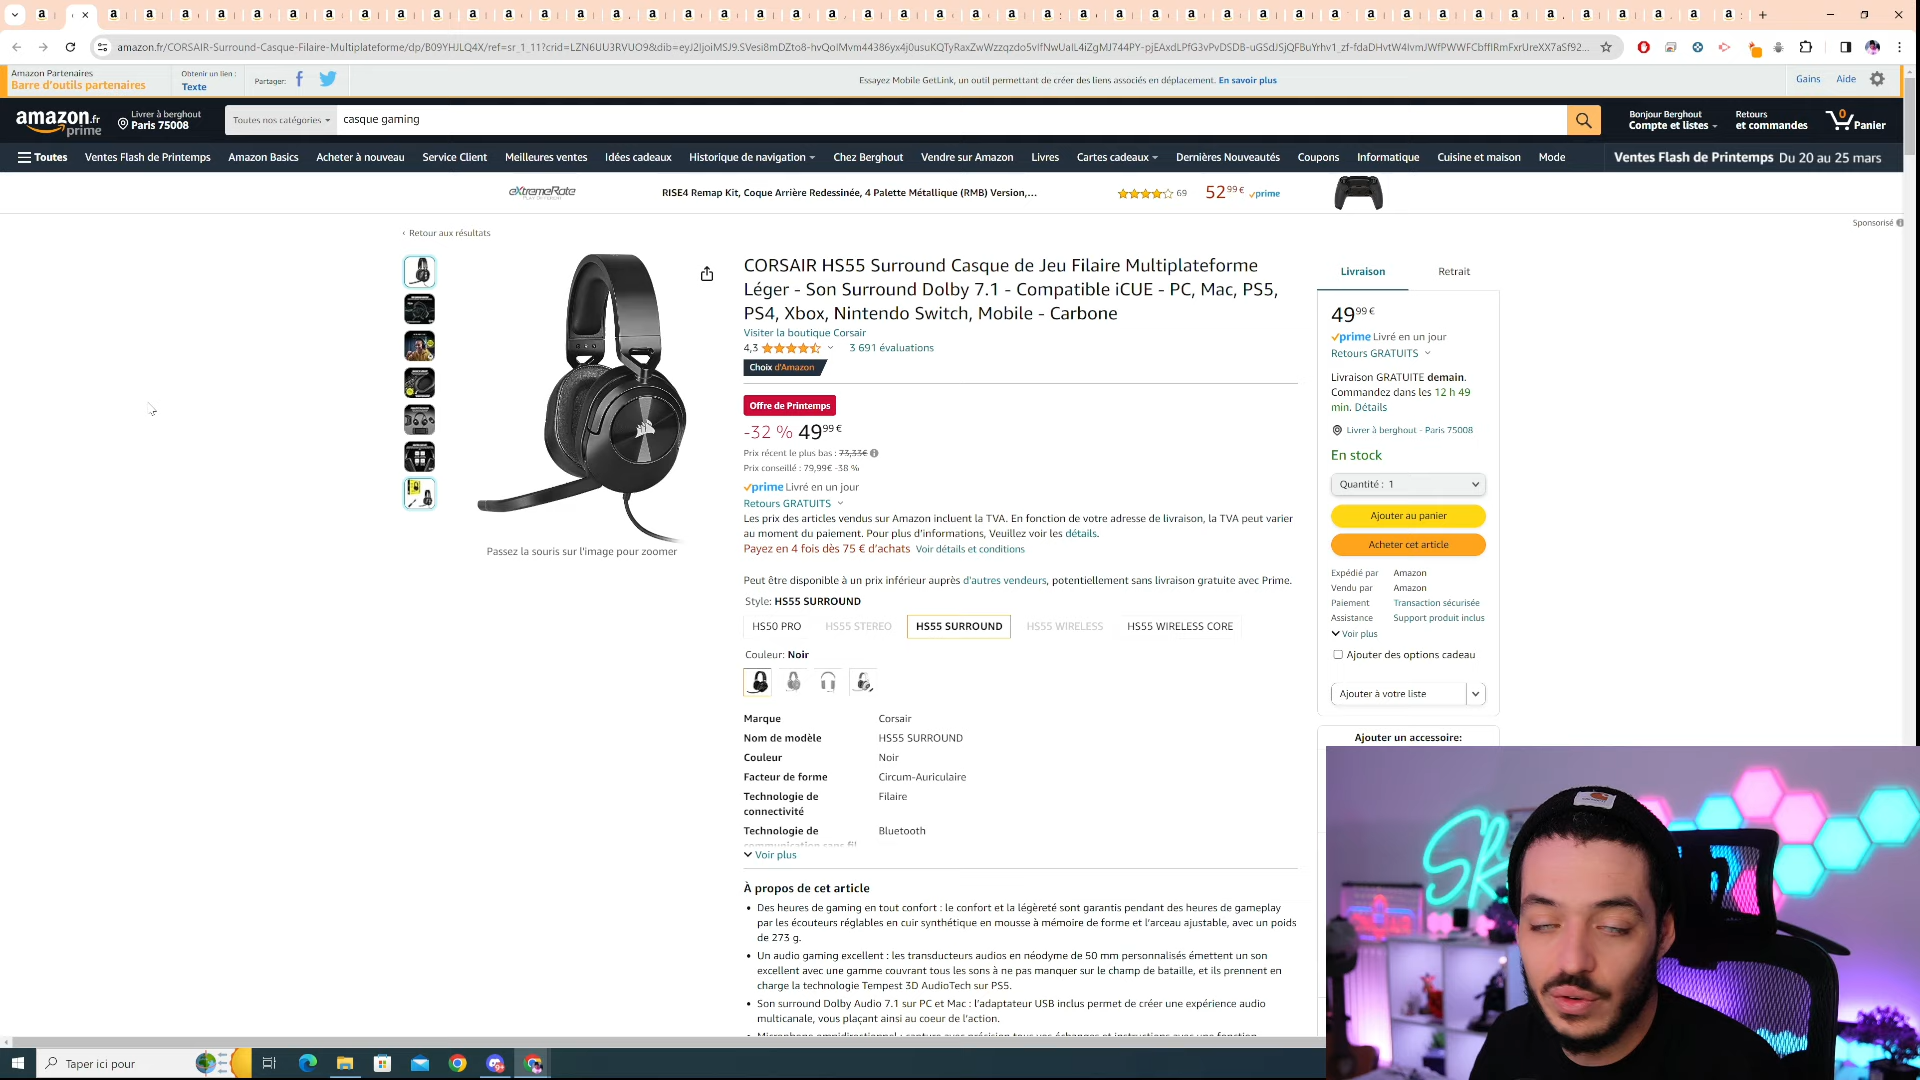 amazon.fr/CORSAIR-Surround-Casque-Filaire-Multiplateforme/dp/B09YHJLQ4X/ref=sr_1_11?crid=LZN6UU3RVUO9&dib=
Amazon Partenaires
Barre d'outils partenaires
Obtenir un lien :
Texte
Partager:
Essayez Mobile GetLink, un outil permettant de créer des liens associés en déplacement. En savoir plus
Gains
Aide
amazon.fr
prime
Livrer à berghout
Paris 75008
Toutes nos catégories
casque gaming
Bonjour Berghout
Compte et listes
Retours
et commandes
0
Panier
Toutes
Ventes Flash de Printemps
Amazon Basics
Acheter à nouveau
Service Client
Meilleures ventes
Idées cadeaux
Historique de navigation
Chez Berghout
Vendre sur Amazon
Livres
Cartes cadeaux
Dernières Nouveautés
Coupons
Informatique
Cuisine et maison
Mode
Ventes Flash de Printemps Du 20 au 25 mars
eXtremeRate
RISE4 Remap Kit, Coque Arrière Redessinée, 4 Palette Métallique (RMB) Version,...
69
52 99 €
prime
Sponsorisé
‹ Retour aux résultats
CORSAIR HS55 Surround Casque de Jeu Filaire Multiplateforme
Léger - Son Surround Dolby 7.1 - Compatible iCUE - PC, Mac, PS5,
PS4, Xbox, Nintendo Switch, Mobile - Carbone
Visiter la boutique Corsair
4,3
3 691 évaluations
Choix d'Amazon
Offre de Printemps
-32 % 49 99 €
Prix récent le plus bas : 73,33€
Prix conseillé : 79,99€ -38 %
prime Livré en un jour
Retours GRATUITS
Les prix des articles vendus sur Amazon incluent la TVA. En fonction de votre adresse de livraison, la TVA peut varier
au moment du paiement. Pour plus d'informations, Veuillez voir les détails.
Payez en 4 fois dès 75 € d'achats Voir détails et conditions
Peut être disponible à un prix inférieur auprès d'autres vendeurs, potentiellement sans livraison gratuite avec Prime.
Style: HS55 SURROUND
HS50 PRO
HS55 STEREO
HS55 SURROUND
HS55 WIRELESS
HS55 WIRELESS CORE
Couleur: Noir
Marque Corsair
Nom de modèle HS55 SURROUND
Couleur Noir
Facteur de forme Circum-Auriculaire
Technologie de Filaire
connectivité
Technologie de Bluetooth
communication sans fil
Voir plus
À propos de cet article
• Des heures de gaming en tout confort : le confort et la légèreté sont garantis pendant des heures de gameplay
par les écouteurs réglables en cuir synthétique en mousse à mémoire de forme et l'arceau ajustable, avec un poids
de 273 g.
• Un audio gaming excellent : les transducteurs audios en néodyme de 50 mm personnalisés émettent un son
excellent avec une gamme couvrant tous les sons à ne pas manquer sur le champ de bataille, et ils prennent en
charge la technologie Tempest 3D AudioTech sur PS5.
• Son surround Dolby Audio 7.1 sur PC et Mac : l'adaptateur USB inclus permet de créer une expérience audio
multicanale, vous plaçant ainsi au coeur de l'action.
Passez la souris sur l'image pour zoomer
Livraison
Retrait
49 99 €
prime Livré en un jour
Retours GRATUITS
Livraison GRATUITE demain.
Commandez dans les 12 h 49
min. Détails
Livrer à berghout - Paris 75008
En stock
Quantité : 1
Ajouter au panier
Acheter cet article
Expédié par Amazon
Vendu par Amazon
Paiement Transaction sécurisée
Assistance Support produit inclus
Voir plus
Ajouter des options cadeau
Ajouter à votre liste
Ajouter un accessoire:
Taper ici pour